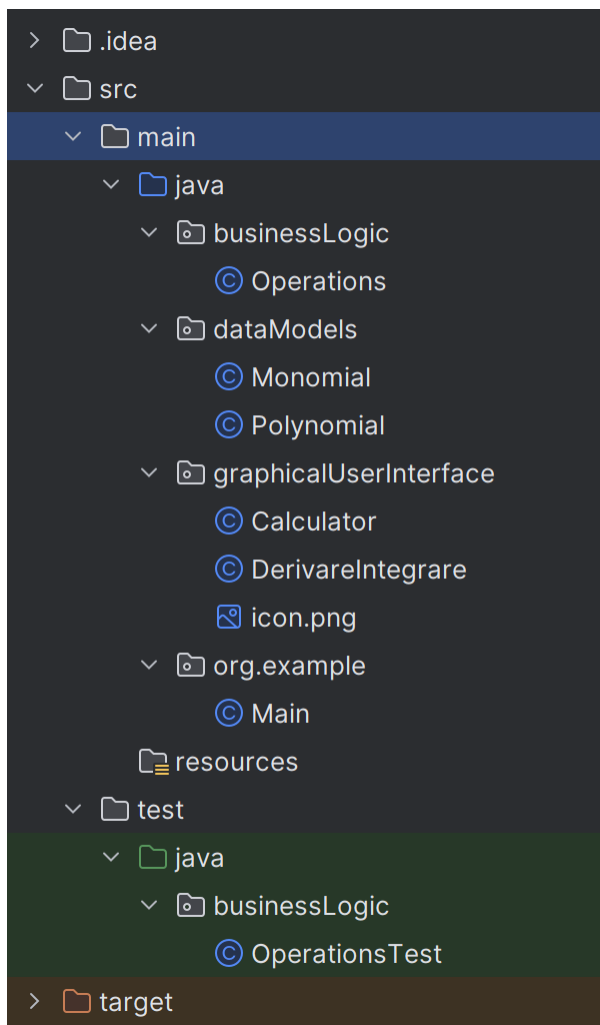 .idea
src
main
java
businessLogic
Operations
dataModels
Monomial
Polynomial
graphicalUserInterface
Calculator
DerivareIntegrare
icon.png
org.example
Main
resources
test
java
businessLogic
OperationsTest
target